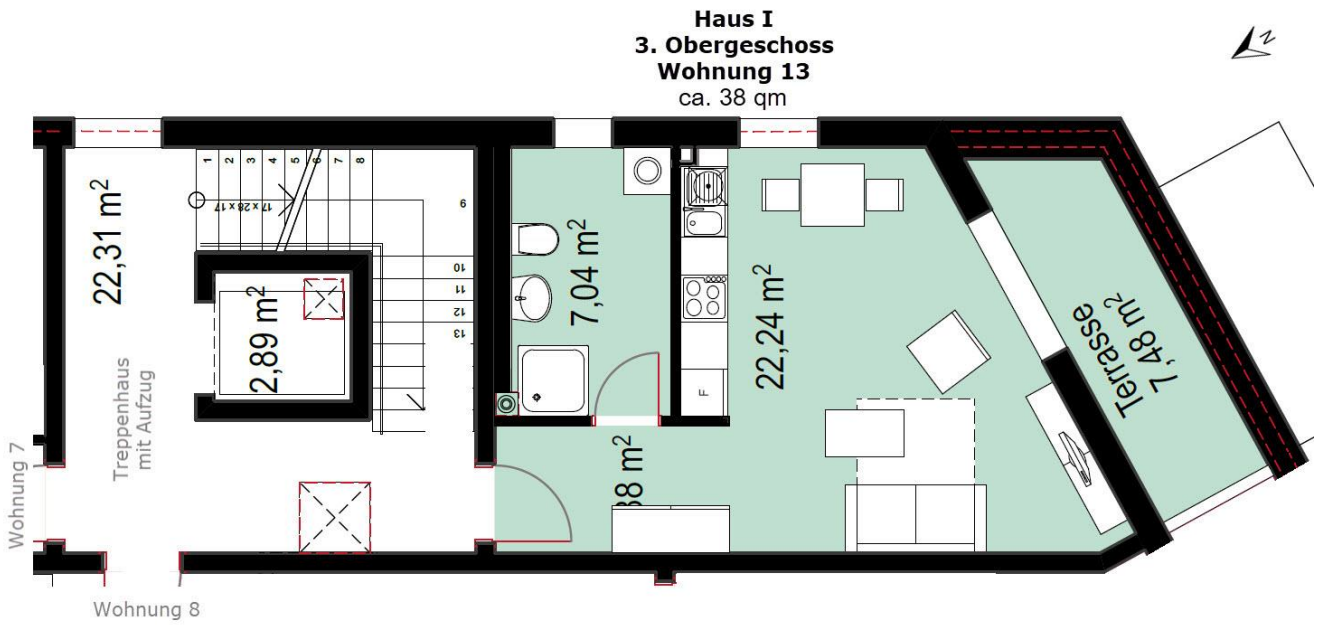 Haus I
3. Obergeschoss
Wohnung 13
ca. 38 qm
N
1 2 3 4 5 6 7 8
17 x 28 x 17
9
10
11
12
13
22,31 m²
2,89 m²
Treppenhaus
mit Aufzug
7,04 m²
22,24 m²
F
Terrasse
7,48 m²
38 m²
Wohnung 7
Wohnung 8